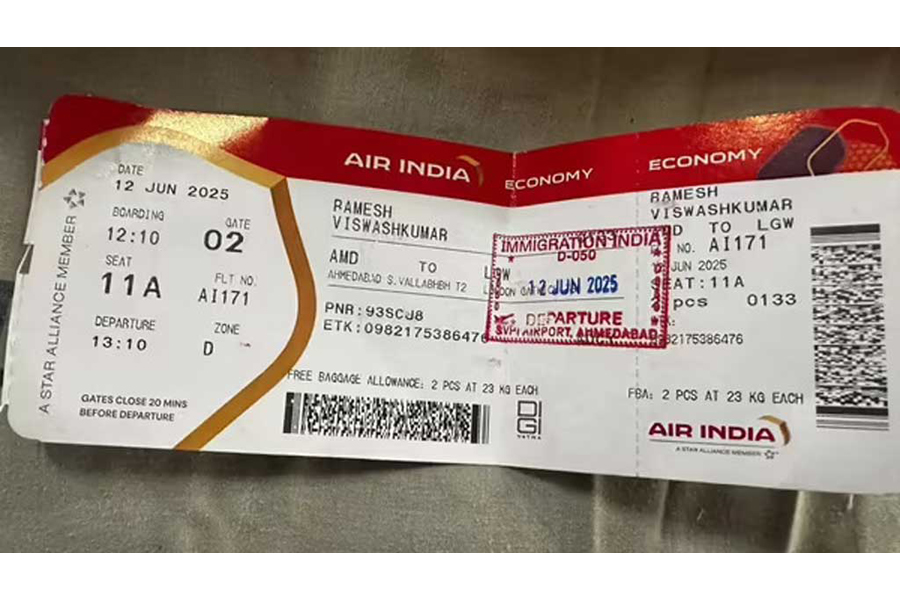 AIR INDIA
ECONOMY
ECONOMY
A STAR ALLIANCE MEMBER
DATE
12 JUN 2025
BOARDING
12:10
GATE
02
SEAT
11A
FLT NO.
AI171
DEPARTURE
13:10
ZONE
D
GATES CLOSE 20 MINS
BEFORE DEPARTURE
RAMESH
VISWASHKUMAR
AMD TO LGW
AHMEDABAD S.VALLABHBH T2
PNR:93SCJ8
ETK:098217538647
FREE BAGGAGE ALLOWANCE: 2 PCS AT 23 KG EACH
DIGI
YATRA
IMMIGRATION INDIA
D-050
12 JUN 2025
DEPARTURE
SVPI AIRPORT, AHMEDABAD
RAMESH
VISWASHKUMAR
D TO LGW
NO. AI171
JUN 2025
SEAT:11A
pcs 0133
82175386476
FBA: 2 PCS AT 23 KG EACH
AIR INDIA
A STAR ALLIANCE MEMBER